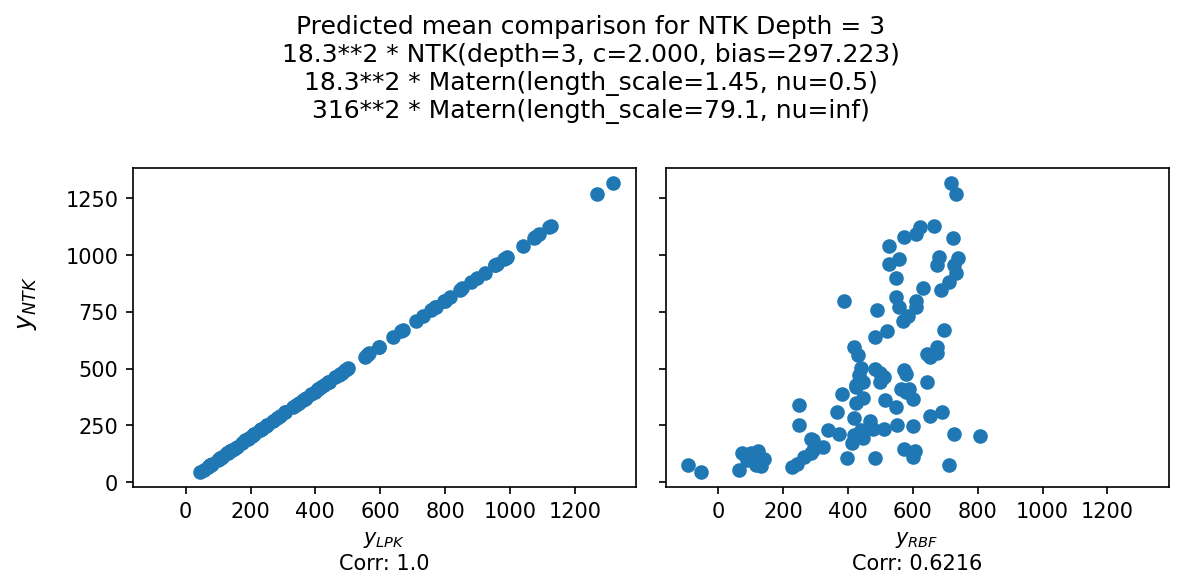 Predicted mean comparison for NTK Depth = 3
18.3**2 * NTK(depth=3, c=2.000, bias=297.223)
18.3**2 * Matern(length_scale=1.45, nu=0.5)
316**2 * Matern(length_scale=79.1, nu=inf)
y_NTK
1250
1000
750
500
250
0
0 200 400 600 800 1000 1200
0 200 400 600 800 1000 1200
y_LPK
y_RBF
Corr: 1.0
Corr: 0.6216